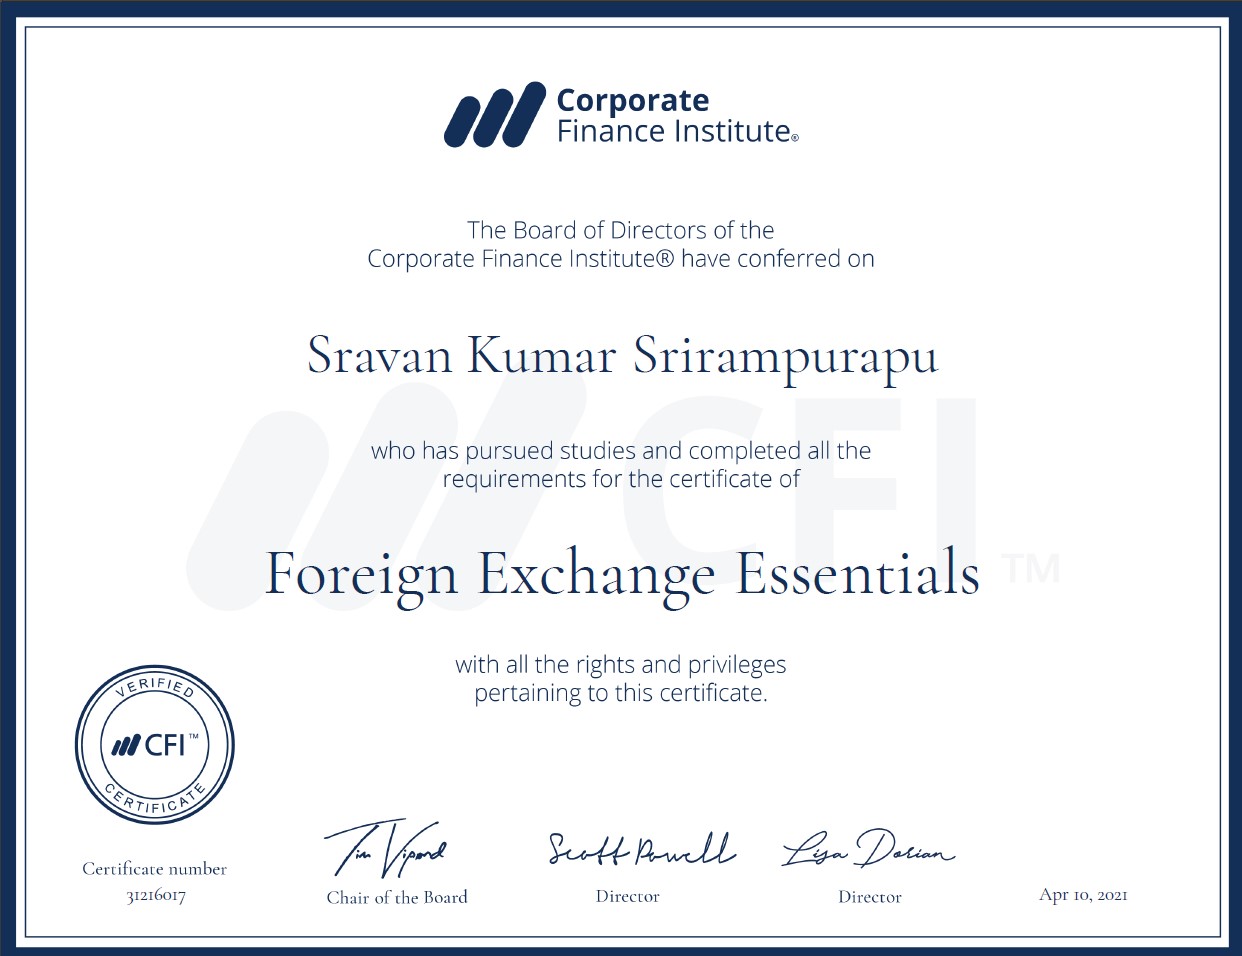 Corporate
Finance Institute®
The Board of Directors of the
Corporate Finance Institute® have conferred on
Sravan Kumar Srirampurapu
CFI TM
who has pursued studies and completed all the
requirements for the certificate of
Foreign Exchange Essentials
with all the rights and privileges
pertaining to this certificate.
VERIFIED
CFI™
CERTIFICATE
Certificate number
31216017
Tim Vipond
Chair of the Board
Scott Powell
Director
Lisa Dorian
Director
Apr 10, 2021